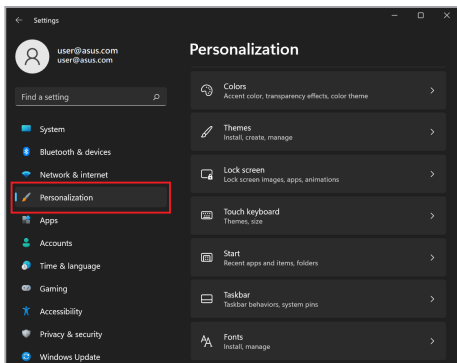 Settings
user@asus.com
user@asus.com
Find a setting
System
Bluetooth & devices
Network & internet
Personalization
Apps
Accounts
Time & language
Gaming
Accessibility
Privacy & security
Windows Update
Personalization
Colors
Accent color, transparency effects, color theme
Themes
Install, create, manage
Lock screen
Lock screen images, apps, animations
Touch keyboard
Themes, size
Start
Recent apps and items, folders
Taskbar
Taskbar behaviors, system pins
Fonts
Install, manage